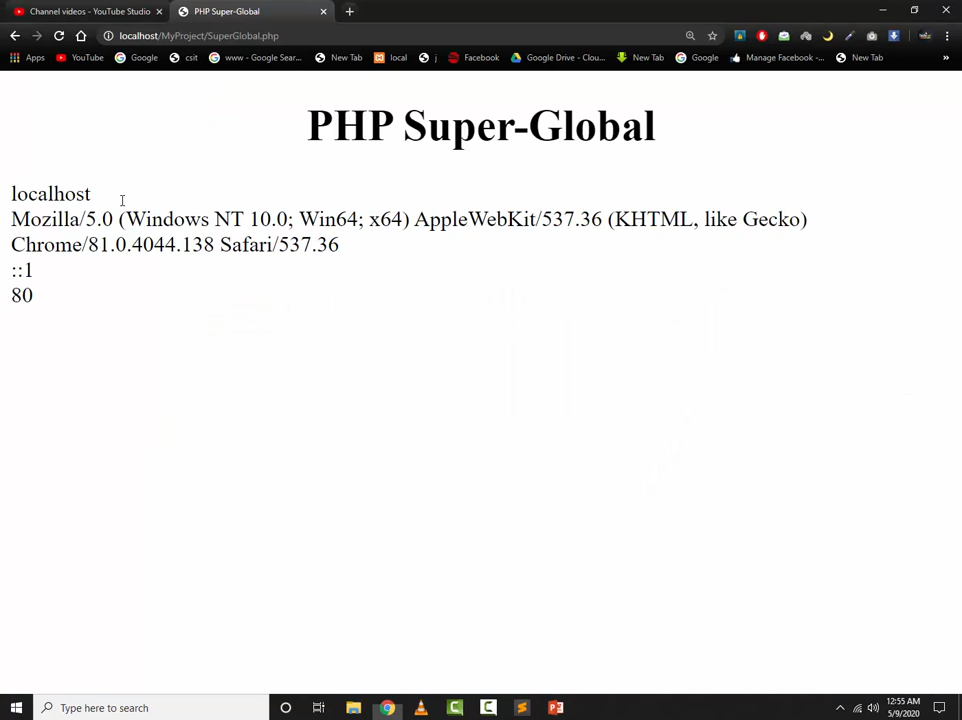 Channel videos - YouTube Studio
PHP Super-Global
localhost/MyProject/SuperGlobal.php
Apps
YouTube
Google
csit
www - Google Sear...
New Tab
local
j
Facebook
Google Drive - Clou...
New Tab
Google
Manage Facebook -...
New Tab
»
PHP Super-Global
localhost
Mozilla/5.0 (Windows NT 10.0; Win64; x64) AppleWebKit/537.36 (KHTML, like Gecko)
Chrome/81.0.4044.138 Safari/537.36
::1
80
Type here to search
12:55 AM
5/9/2020